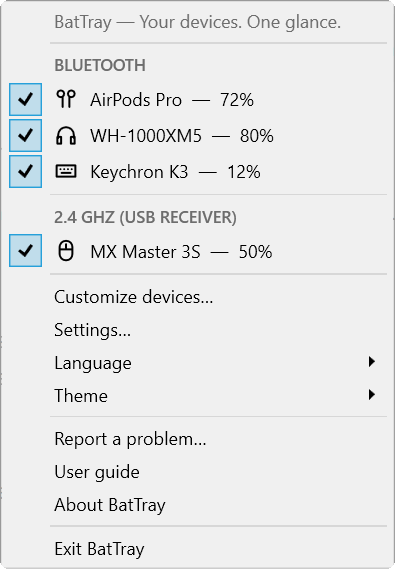 BatTray — Your devices. One glance.
BLUETOOTH
AirPods Pro — 72%
WH-1000XM5 — 80%
Keychron K3 — 12%
2.4 GHZ (USB RECEIVER)
MX Master 3S — 50%
Customize devices...
Settings...
Language
Theme
Report a problem...
User guide
About BatTray
Exit BatTray